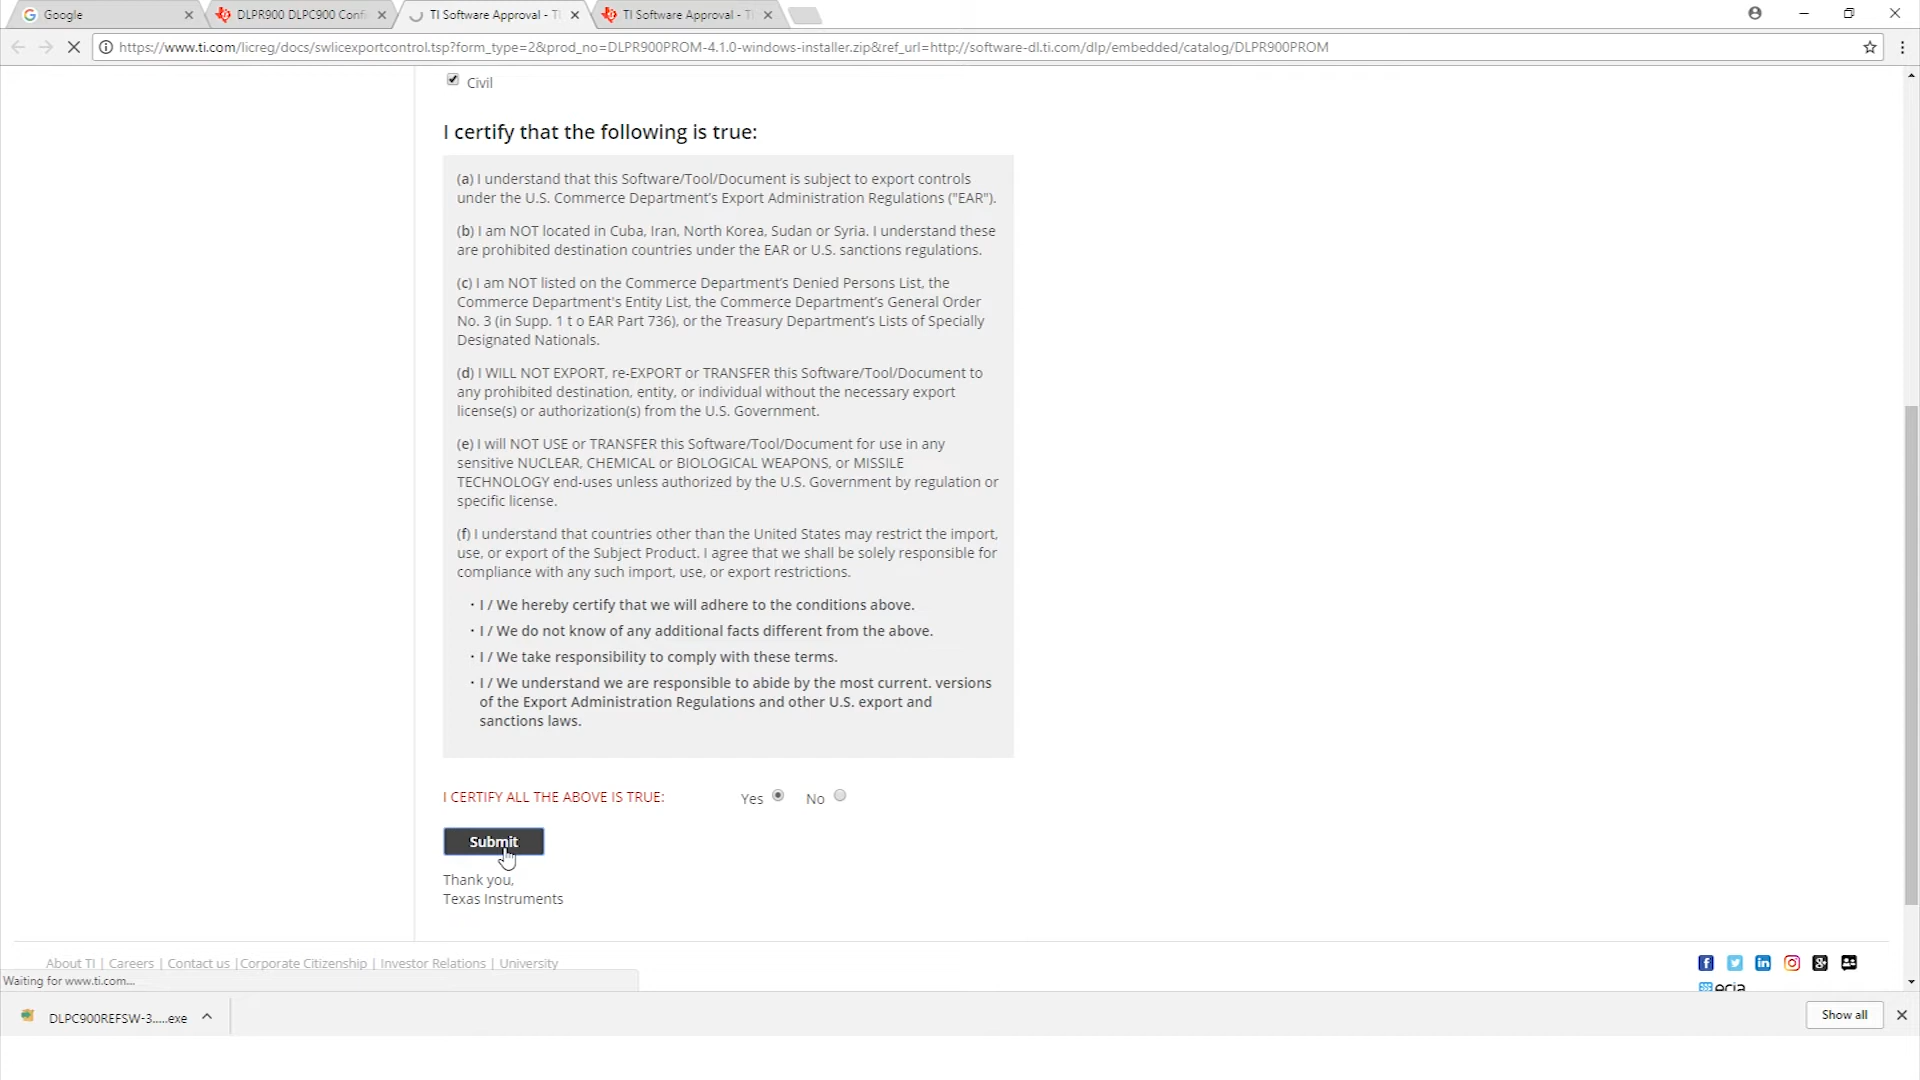 Google
DLPR900 DLPC900 Confi
TI Software Approval - TI
TI Software Approval - TI
https://www.ti.com/licreg/docs/swlicexportcontrol.tsp?form_type=2&prod_no=DLPR900PROM-4.1.0-windows-installer.zip&ref_url=http://software-dl.ti.com/dlp/embedded/catalog/DLPR900PROM
Civil
I certify that the following is true:
(a) I understand that this Software/Tool/Document is subject to export controls
under the U.S. Commerce Department's Export Administration Regulations ("EAR").
(b) I am NOT located in Cuba, Iran, North Korea, Sudan or Syria. I understand these
are prohibited destination countries under the EAR or U.S. sanctions regulations.
(c) I am NOT listed on the Commerce Department's Denied Persons List, the
Commerce Department's Entity List, the Commerce Department's General Order
No. 3 (in Supp. 1 t o EAR Part 736), or the Treasury Department's Lists of Specially
Designated Nationals.
(d) I WILL NOT EXPORT, re-EXPORT or TRANSFER this Software/Tool/Document to
any prohibited destination, entity, or individual without the necessary export
license(s) or authorization(s) from the U.S. Government.
(e) I will NOT USE or TRANSFER this Software/Tool/Document for use in any
sensitive NUCLEAR, CHEMICAL or BIOLOGICAL WEAPONS, or MISSILE
TECHNOLOGY end-uses unless authorized by the U.S. Government by regulation or
specific license.
(f) I understand that countries other than the United States may restrict the import,
use, or export of the Subject Product. I agree that we shall be solely responsible for
compliance with any such import, use, or export restrictions.
· I / We hereby certify that we will adhere to the conditions above.
· I / We do not know of any additional facts different from the above.
· I / We take responsibility to comply with these terms.
· I / We understand we are responsible to abide by the most current. versions
of the Export Administration Regulations and other U.S. export and
sanctions laws.
I CERTIFY ALL THE ABOVE IS TRUE: Yes No
Submit
Thank you,
Texas Instruments
About TI | Careers | Contact us | Corporate Citizenship | Investor Relations | University
ecia
Waiting for www.ti.com...
DLPC900REFSW-3.....exe
Show all